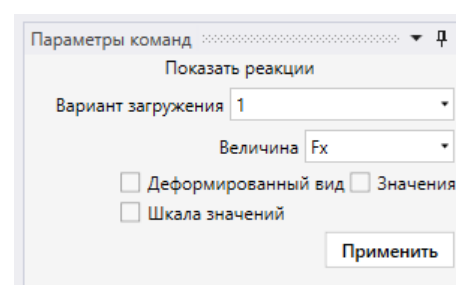 Параметры команд
Показать реакции
Вариант загружения 1
Величина Fx
Деформированный вид Значения
Шкала значений
Применить